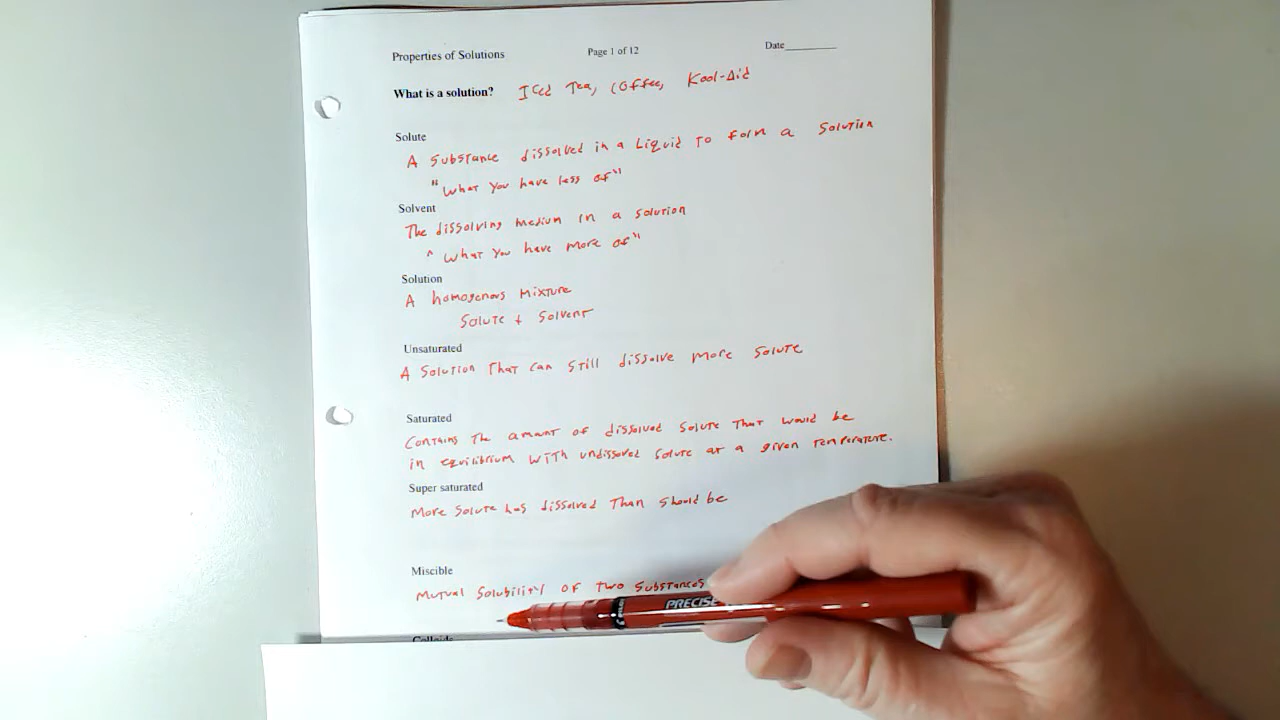 Properties of Solutions Page 1 of 12 Date________
What is a solution? Iced Tea, Coffee, Kool-Aid
Solute
A substance dissolved in a liquid to form a solution
"what you have less of"
Solvent
The dissolving medium in a solution
"what you have more of"
Solution
A homogenous mixture
Solute + Solvent
Unsaturated
A solution that can still dissolve more solute
Saturated
Contains the amount of dissolved solute that would be
in equilibrium with undissoved solute at a given temperature.
Super saturated
More solute has dissolved than should be
Miscible
Mutual solubility of two substances
PRECISE